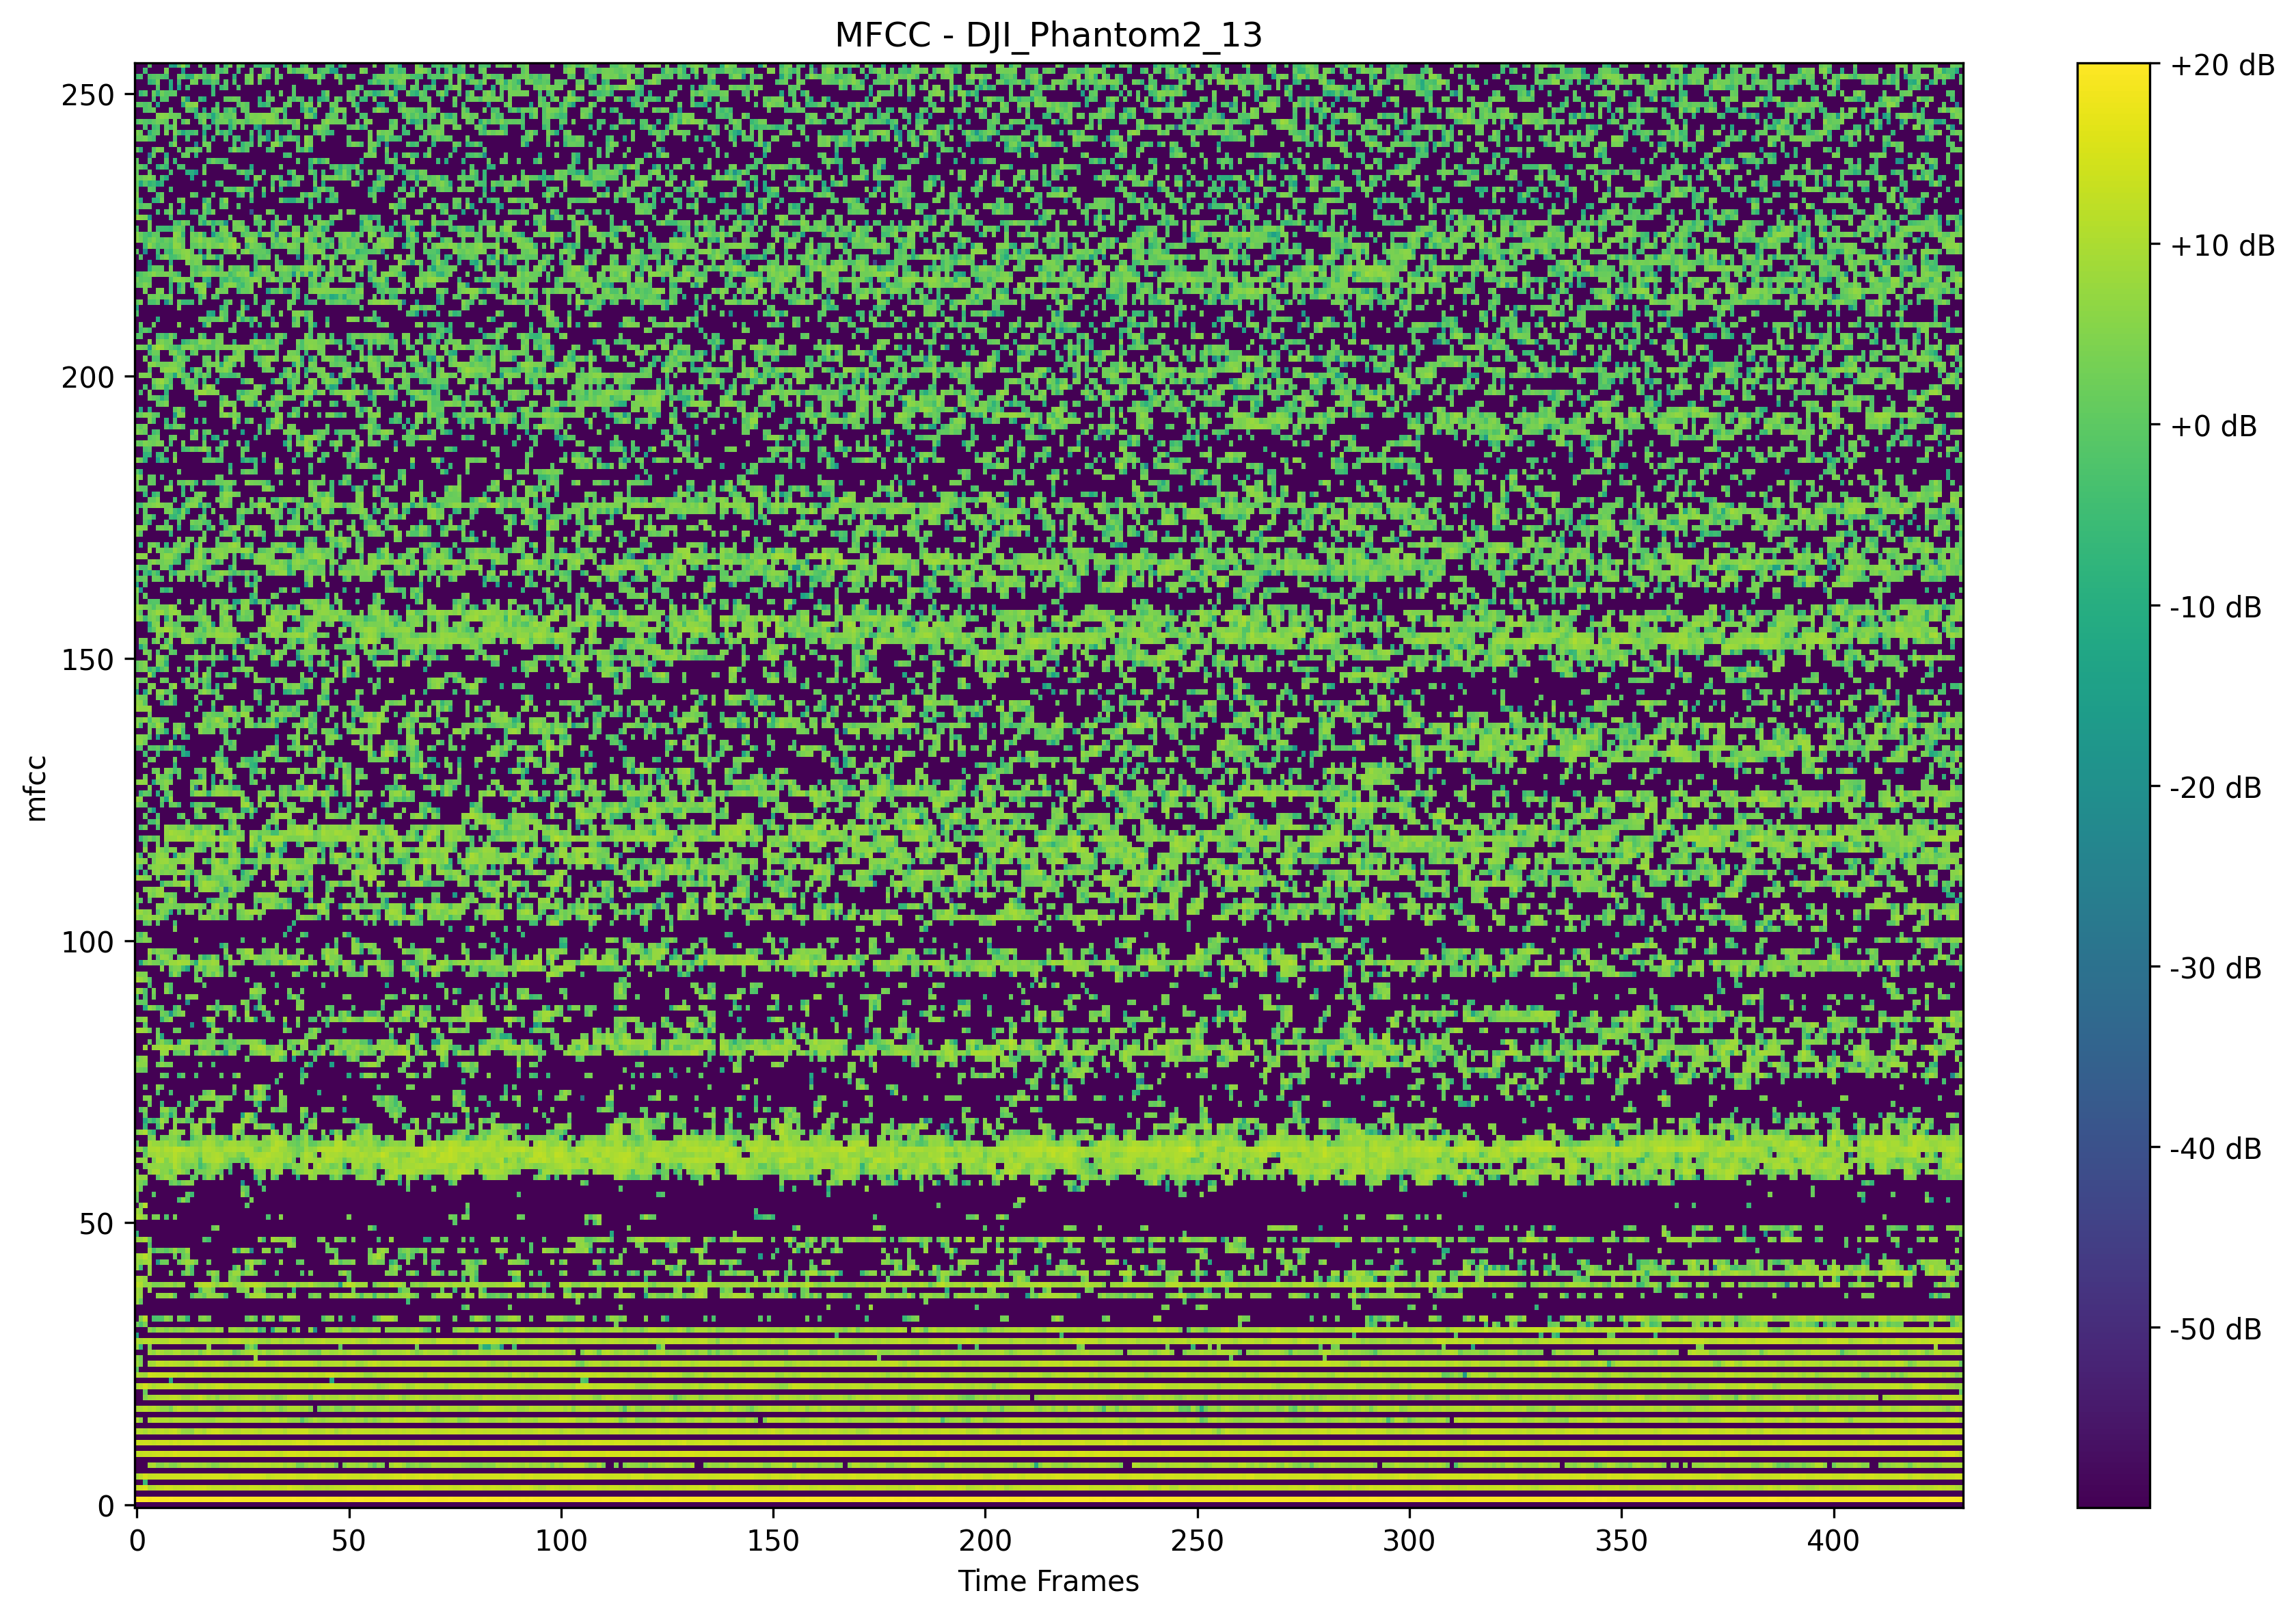 MFCC - DJI_Phantom2_13
250
200
150
100
50
0
mfcc
0 50 100 150 200 250 300 350 400
Time Frames
+20 dB
+10 dB
+0 dB
-10 dB
-20 dB
-30 dB
-40 dB
-50 dB